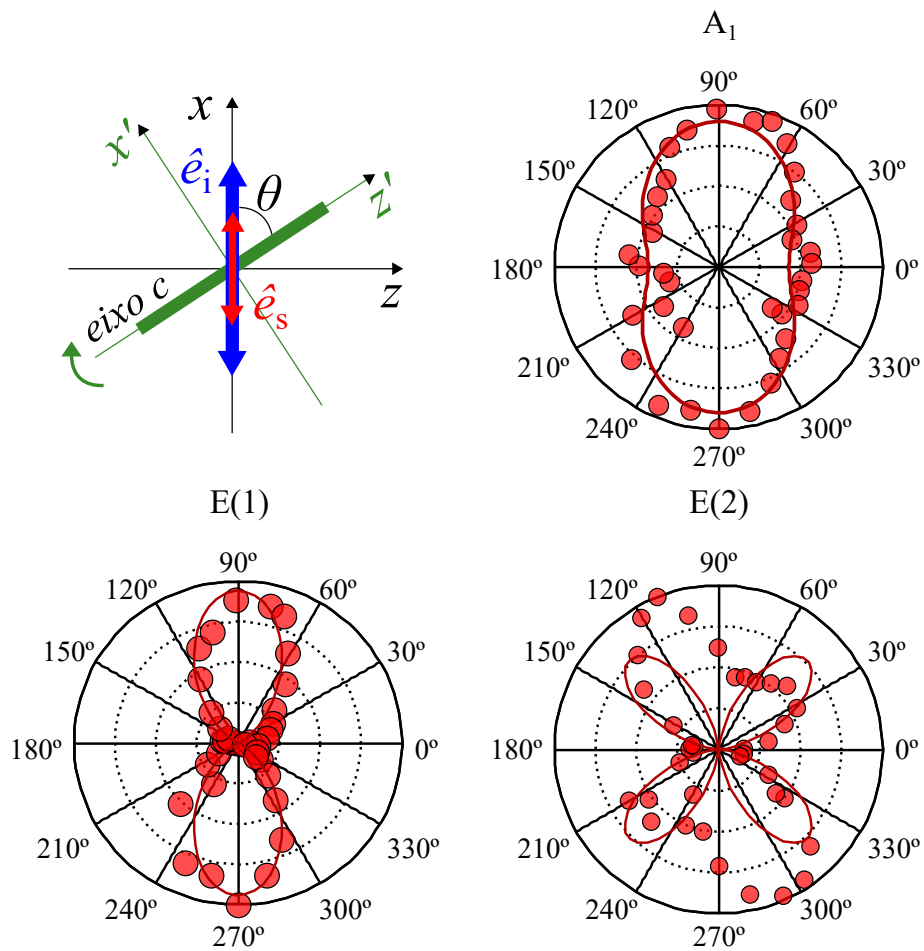 x
x′
ê_i
θ
z′
z
eixo c
ê_s
A₁
90º
120º
60º
150º
30º
180º
0º
210º
330º
240º
300º
270º
E(1)
90º
120º
60º
150º
30º
180º
0º
210º
330º
240º
300º
270º
E(2)
90º
120º
60º
150º
30º
180º
0º
210º
330º
240º
300º
270º